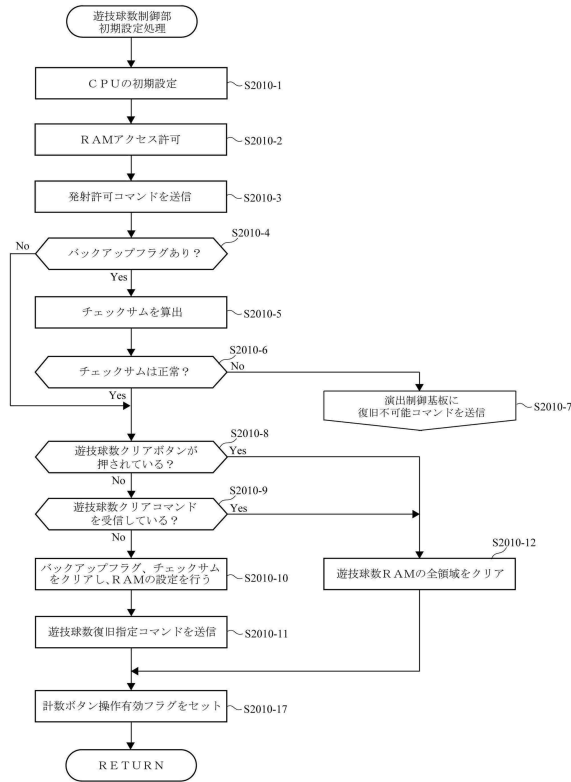 遊技球数制御部
初期設定処理
ＣＰＵの初期設定
S2010-1
ＲＡＭアクセス許可
S2010-2
発射許可コマンドを送信
S2010-3
S2010-4
No
バックアップフラグあり？
Yes
チェックサムを算出
S2010-5
S2010-6
チェックサムは正常？
No
Yes
演出制御基板に
復旧不可能コマンドを送信
S2010-7
S2010-8
遊技球数クリアボタンが
押されている？
Yes
No
S2010-9
遊技球数クリアコマンド
を受信している？
Yes
No
S2010-12
バックアップフラグ、チェックサム
をクリアし、ＲＡＭの設定を行う
S2010-10
遊技球数ＲＡＭの全領域をクリア
遊技球数復旧指定コマンドを送信
S2010-11
計数ボタン操作有効フラグをセット
S2010-17
ＲＥＴＵＲＮ